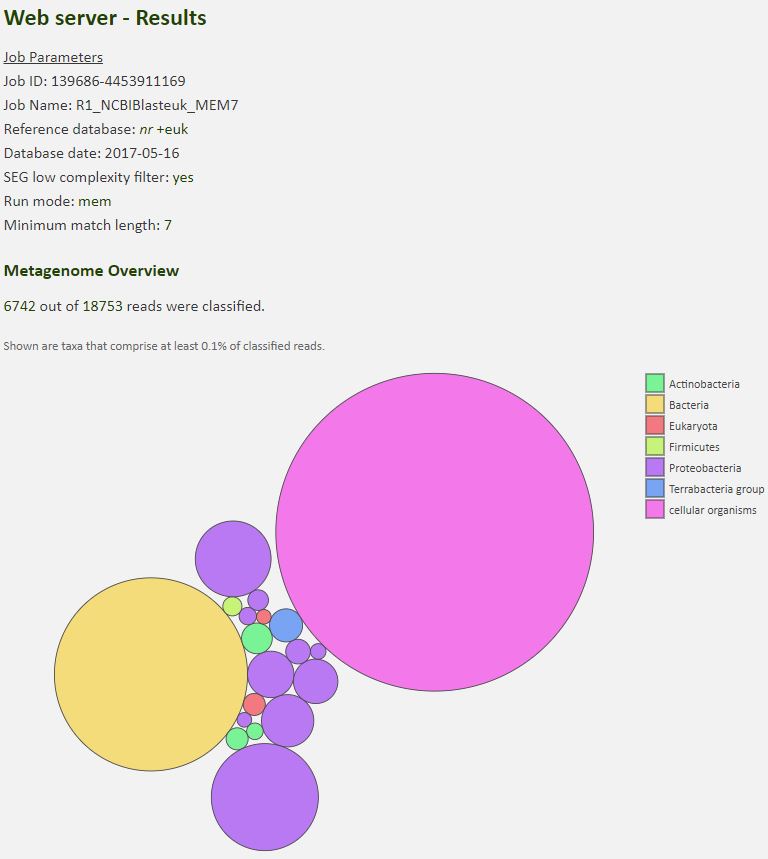 Web server - Results
Job Parameters
Job ID: 139686-4453911169
Job Name: R1_NCBIBlasteuk_MEM7
Reference database: nr +euk
Database date: 2017-05-16
SEG low complexity filter: yes
Run mode: mem
Minimum match length: 7
Metagenome Overview
6742 out of 18753 reads were classified.
Shown are taxa that comprise at least 0.1% of classified reads.
Actinobacteria
Bacteria
Eukaryota
Firmicutes
Proteobacteria
Terrabacteria group
cellular organisms